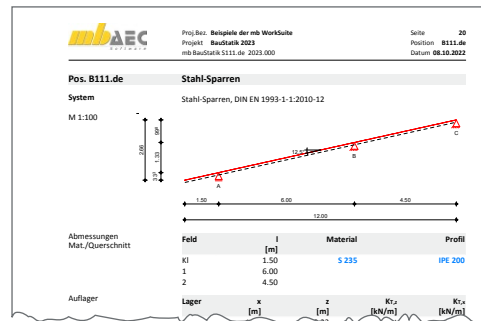 mb AEC
Software
Proj.Bez. Beispiele der mb WorkSuite Seite 20
Projekt BauStatik 2023 Position B111.de
mb BauStatik S111.de 2023.000 Datum 08.10.2022
Pos. B111.de Stahl-Sparren
System Stahl-Sparren, DIN EN 1993-1-1:2010-12
M 1:100
2.66
1.33
A
B
C
1.50 6.00 4.50
12.00
Abmessungen
Mat./Querschnitt
Feld l Material Profil
[m]
Kl 1.50 S 235 IPE 200
1 6.00
2 4.50
Auflager
Lager x z KT,z KT,x
[m] [m] [kN/m] [kN/m]